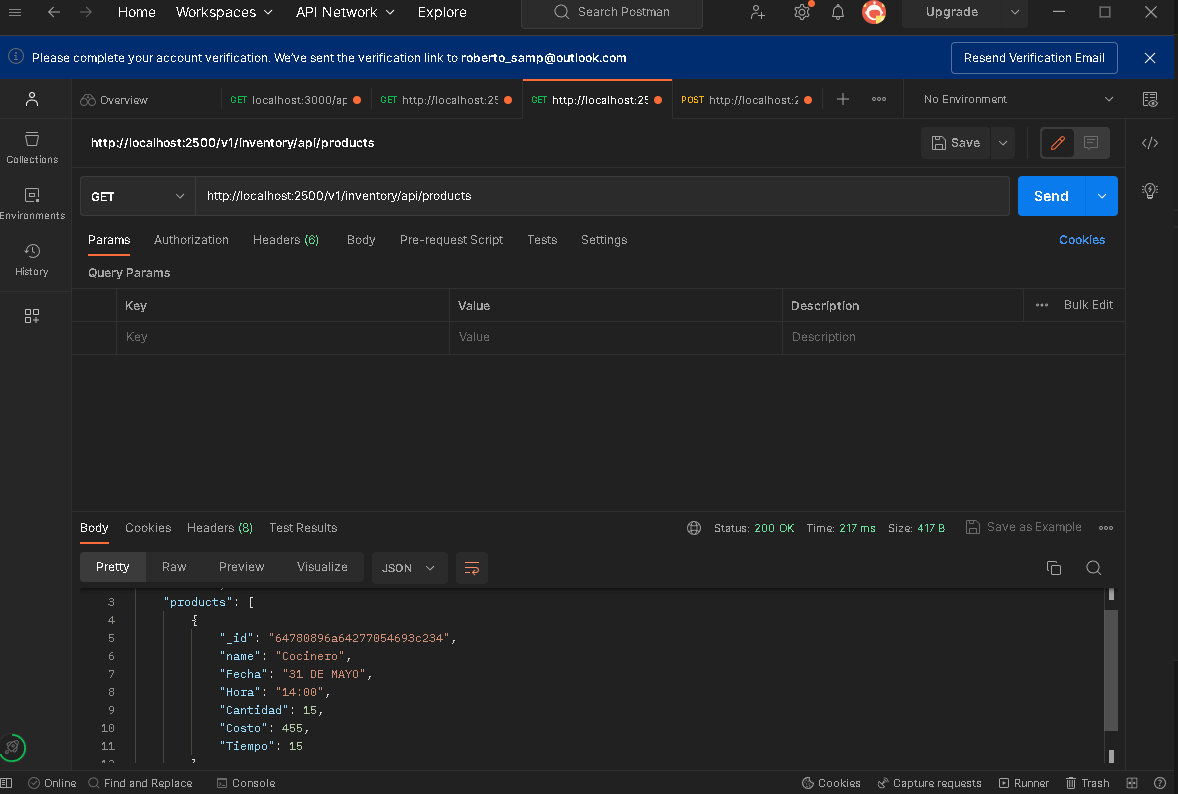 Home Workspaces API Network Explore Search Postman Upgrade
Please complete your account verification. We've sent the verification link to roberto_samp@outlook.com Resend Verification Email
Overview GET localhost:3000/ap GET http://localhost:25 GET http://localhost:25 POST http://localhost:2 No Environment
http://localhost:2500/v1/inventory/api/products Save
Collections
GET http://localhost:2500/v1/inventory/api/products Send
Environments
Params Authorization Headers (6) Body Pre-request Script Tests Settings Cookies
History
Query Params
Key Value Description Bulk Edit
Key Value Description
Body Cookies Headers (8) Test Results Status: 200 OK Time: 217 ms Size: 417 B Save as Example
Pretty Raw Preview Visualize JSON
3 "products": [
4 {
5 "_id": "64780896a64277054693c234",
6 "name": "Cocinero",
7 "Fecha": "31 DE MAYO",
8 "Hora": "14:00",
9 "Cantidad": 15,
10 "Costo": 455,
11 "Tiempo": 15
Online Find and Replace Console Cookies Capture requests Runner Trash